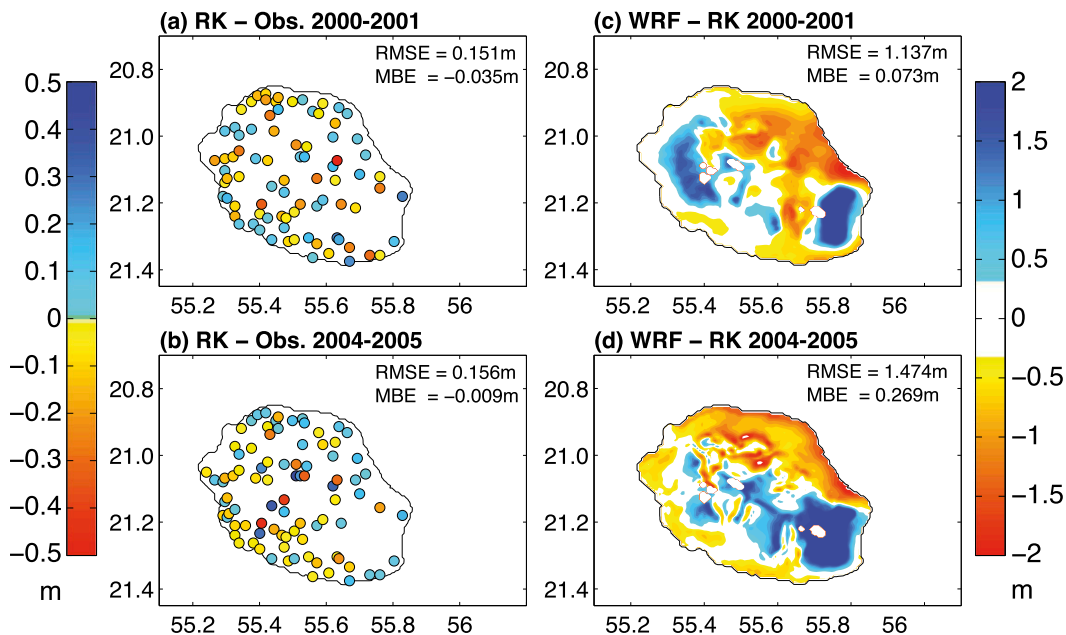 (a) RK − Obs. 2000-2001
RMSE = 0.151m
MBE = −0.035m
20.8
21.0
21.2
21.4
55.2 55.4 55.6 55.8 56
(c) WRF − RK 2000-2001
RMSE = 1.137m
MBE = 0.073m
20.8
21.0
21.2
21.4
55.2 55.4 55.6 55.8 56
(b) RK − Obs. 2004-2005
RMSE = 0.156m
MBE = −0.009m
20.8
21.0
21.2
21.4
55.2 55.4 55.6 55.8 56
(d) WRF − RK 2004-2005
RMSE = 1.474m
MBE = 0.269m
20.8
21.0
21.2
21.4
55.2 55.4 55.6 55.8 56
0.5
0.4
0.3
0.2
0.1
0
−0.1
−0.2
−0.3
−0.4
−0.5
m
2
1.5
1
0.5
0
−0.5
−1
−1.5
−2
m